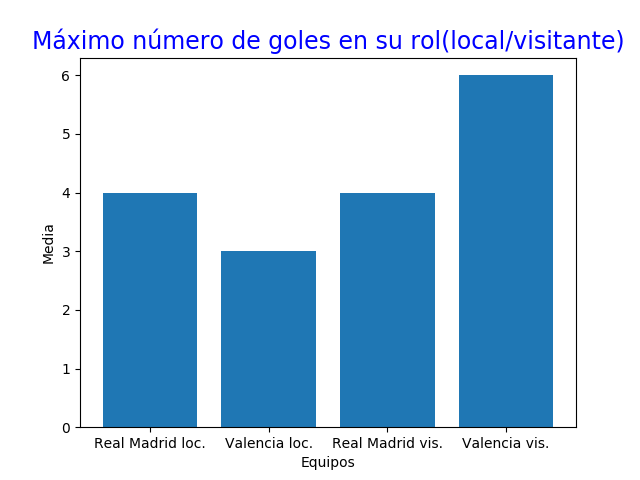 Máximo número de goles en su rol(local/visitante)
6
5
4
3
2
1
0
Media
Real Madrid loc. Valencia loc. Real Madrid vis. Valencia vis.
Equipos